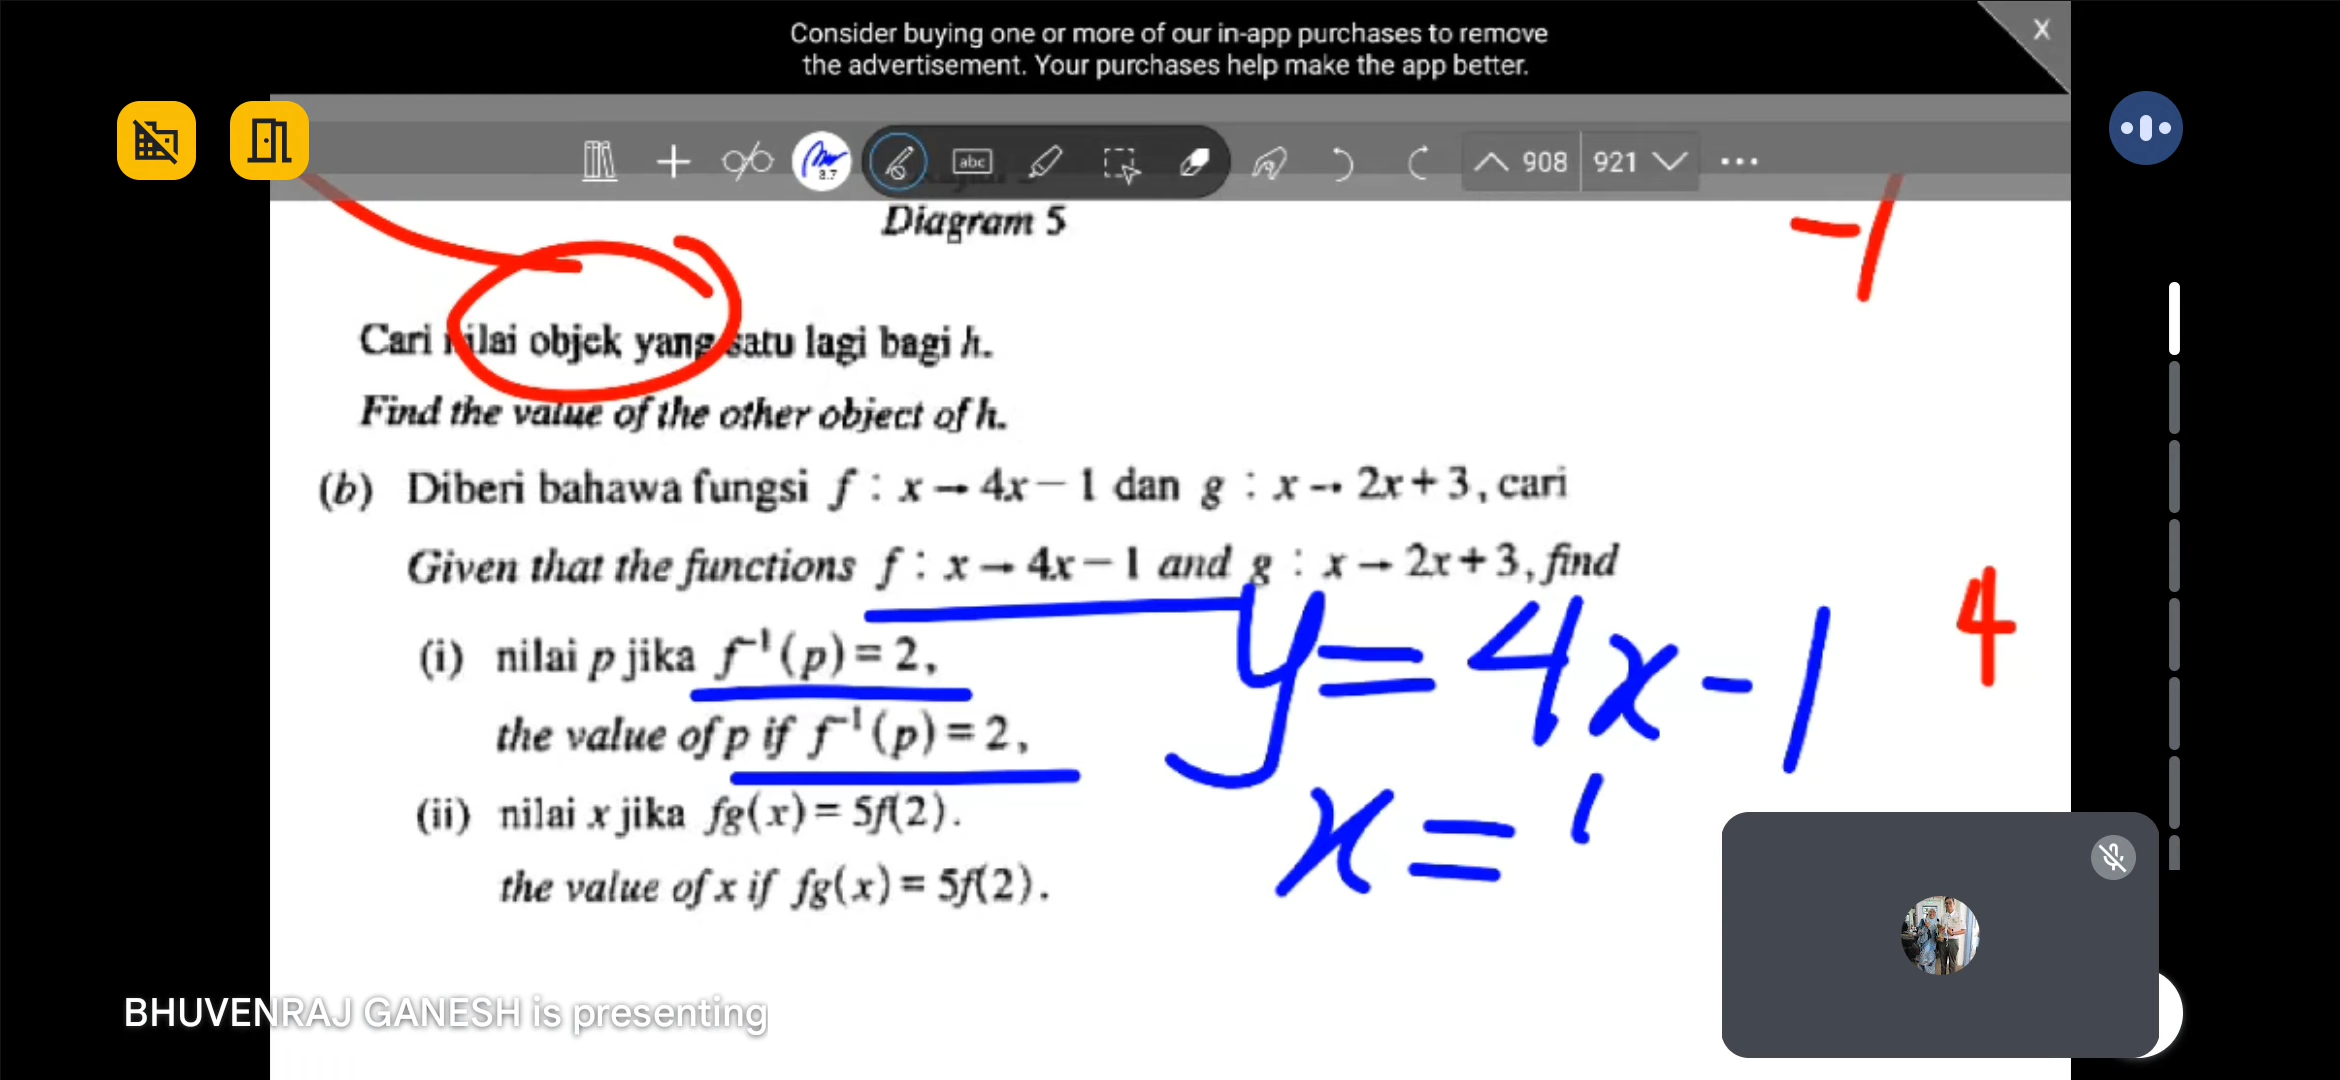 Consider buying one or more of our in-app purchases to remove
the advertisement. Your purchases help make the app better.
X
abc
908 921
3.7
Diagram 5
-1
Cari nilai objek yang satu lagi bagi h.
Find the value of the other object of h.
(b) Diberi bahawa fungsi f : x → 4x − 1 dan g : x → 2x + 3, cari
Given that the functions f : x → 4x − 1 and g : x → 2x + 3, find
4
y = 4x - 1
(i) nilai p jika f⁻¹(p) = 2,
the value of p if f⁻¹(p) = 2,
x =
(ii) nilai x jika fg(x) = 5f(2).
the value of x if fg(x) = 5f(2).
BHUVENRAJ GANESH is presenting